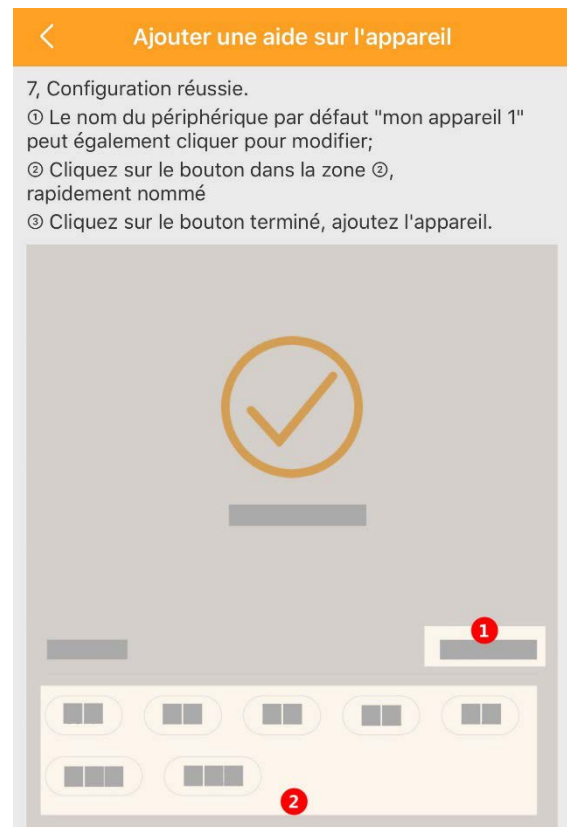 Ajouter une aide sur l'appareil
7, Configuration réussie.
① Le nom du périphérique par défaut "mon appareil 1"
peut également cliquer pour modifier;
② Cliquez sur le bouton dans la zone ②,
rapidement nommé
③ Cliquez sur le bouton terminé, ajoutez l'appareil.
1
2